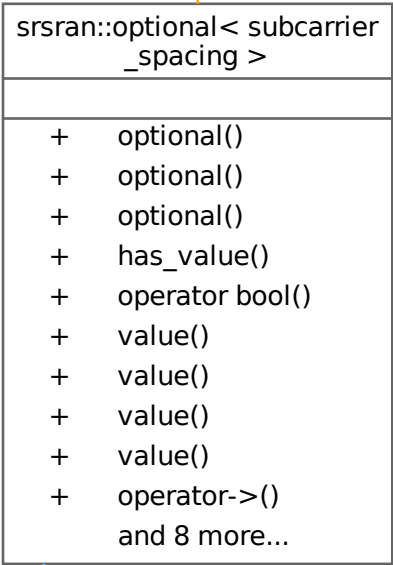 srsran::optional< subcarrier
_spacing >
+ optional()
+ optional()
+ optional()
+ has_value()
+ operator bool()
+ value()
+ value()
+ value()
+ value()
+ operator->()
and 8 more...